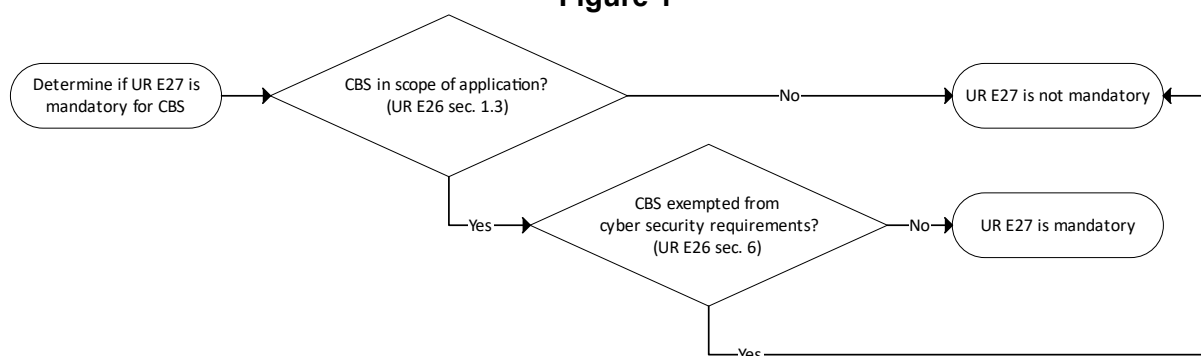 Determine if UR E27 is
mandatory for CBS
CBS in scope of application?
(UR E26 sec. 1.3)
No
UR E27 is not mandatory
Yes
CBS exempted from
cyber security requirements?
(UR E26 sec. 6)
No
UR E27 is mandatory
Yes